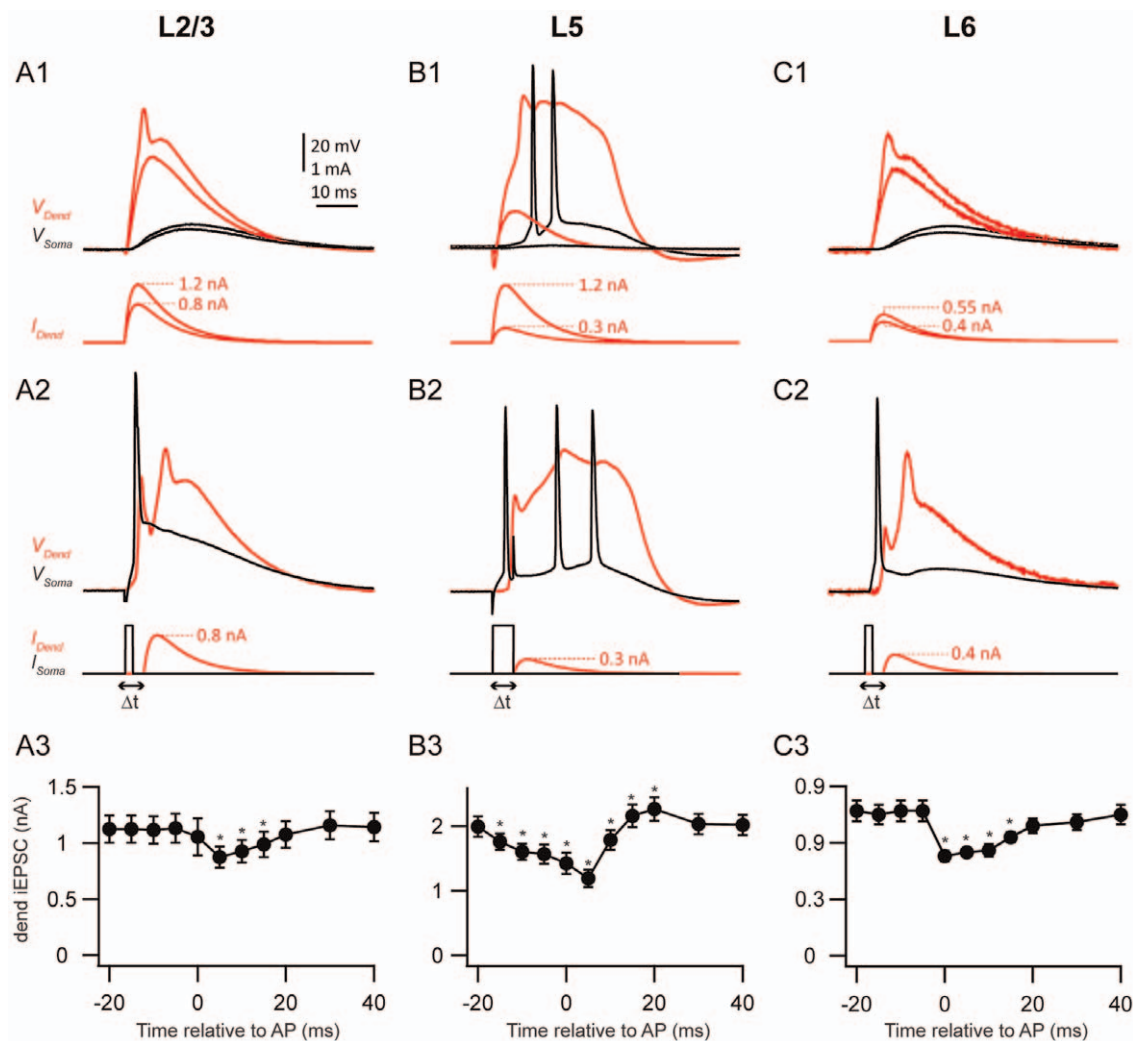 L2/3 L5 L6
A1 B1 C1
20 mV
1 mA
10 ms
V_Dend
V_Soma
1.2 nA 1.2 nA 0.55 nA
0.8 nA 0.3 nA 0.4 nA
I_Dend
A2 B2 C2
V_Dend
V_Soma
0.8 nA 0.3 nA 0.4 nA
I_Dend
I_Soma
Δt Δt Δt
A3 B3 C3
dend iEPSC (nA)
1.5 0.9
2
1 0.9
1
0.5 0.3
0 0 0
* * * * * * * * * * * * * *
-20 0 20 40 -20 0 20 40 -20 0 20 40
Time relative to AP (ms) Time relative to AP (ms) Time relative to AP (ms)